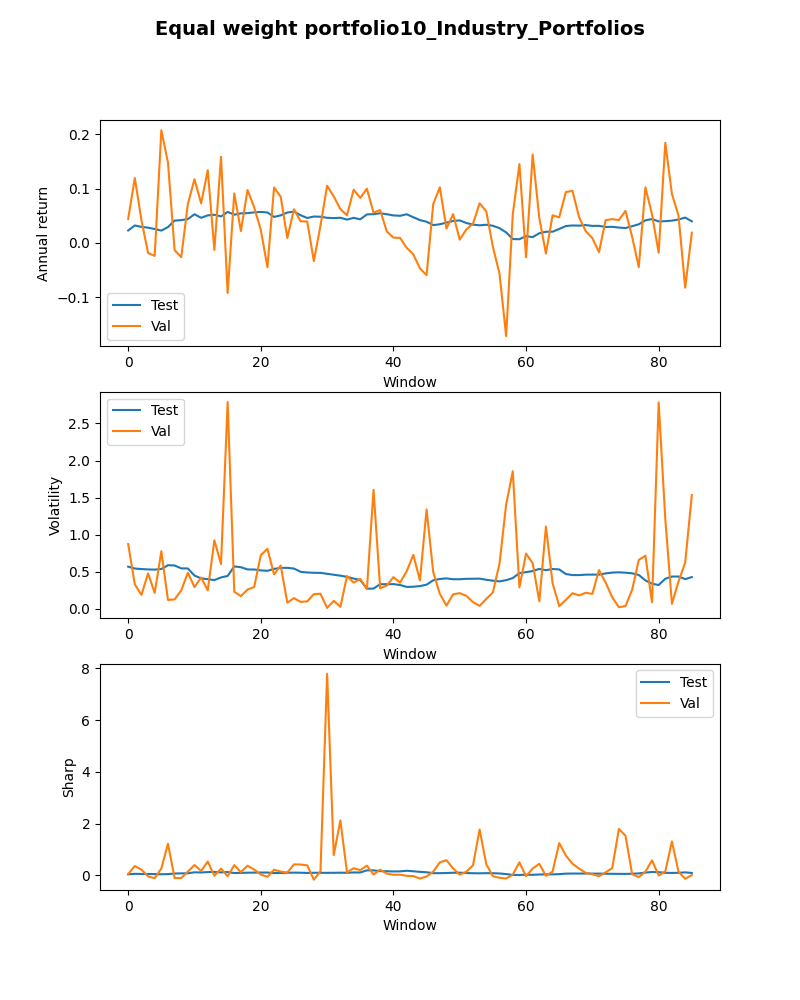 Equal weight portfolio10_Industry_Portfolios
0.2
0.1
0.0
−0.1
Annual return
Test
Val
0 20 40 60 80
Window
2.5
2.0
1.5
1.0
0.5
0.0
Volatility
Test
Val
0 20 40 60 80
Window
8
6
4
2
0
Sharp
Test
Val
0 20 40 60 80
Window